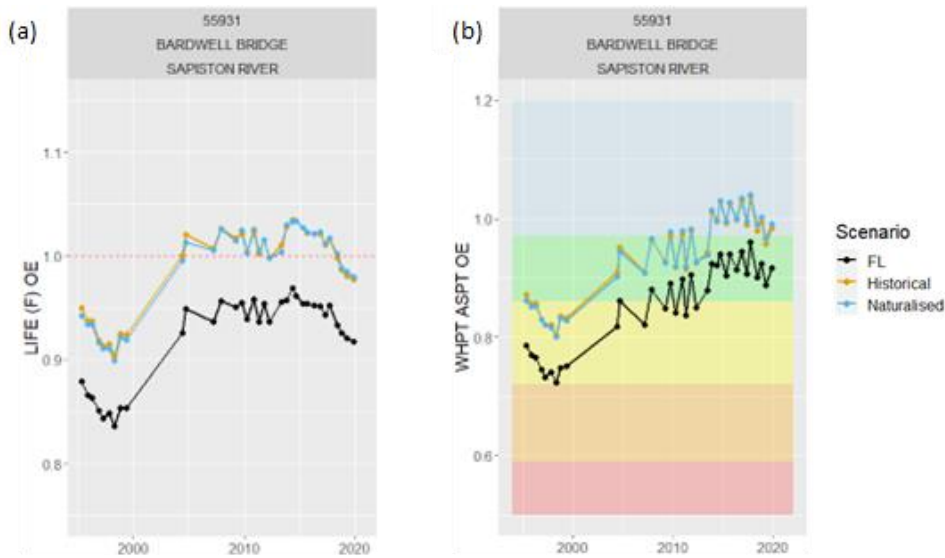 (a)
55931
BARDWELL BRIDGE
SAPISTON RIVER
LIFE (F) OE
1.1
1.0
0.9
0.8
2000
2010
2020
(b)
55931
BARDWELL BRIDGE
SAPISTON RIVER
WHPT ASPT OE
1.2
1.0
0.8
0.6
2000
2010
2020
Scenario
FL
Historical
Naturalised